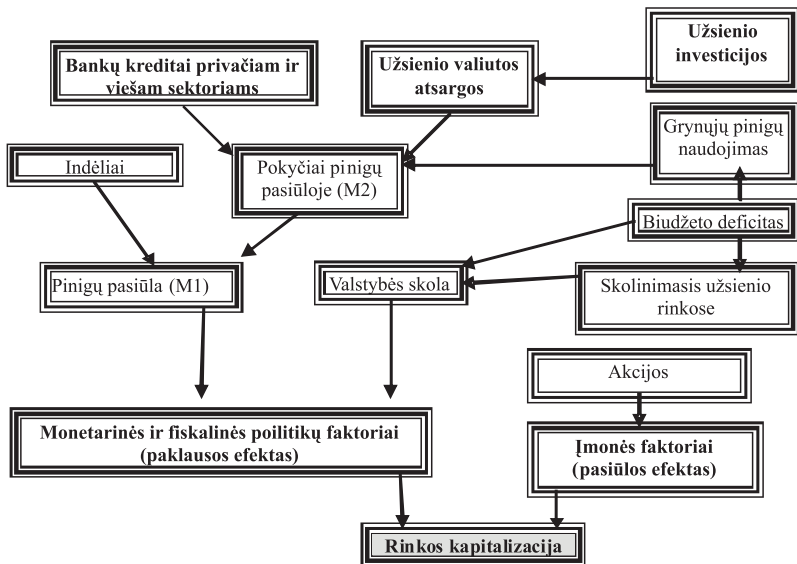 Užsienio
investicijos
Bankų kreditai privačiam ir
viešam sektoriams
Užsienio valiutos
atsargos
Grynųjų pinigų
naudojimas
Indėliai
Pokyčiai pinigų
pasiūloje (M2)
Biudžeto deficitas
Pinigų pasiūla (M1)
Valstybės skola
Skolinimasis užsienio
rinkose
Akcijos
Monetarinės ir fiskalinės poilitikų faktoriai
(paklausos efektas)
Įmonės faktoriai
(pasiūlos efektas)
Rinkos kapitalizacija